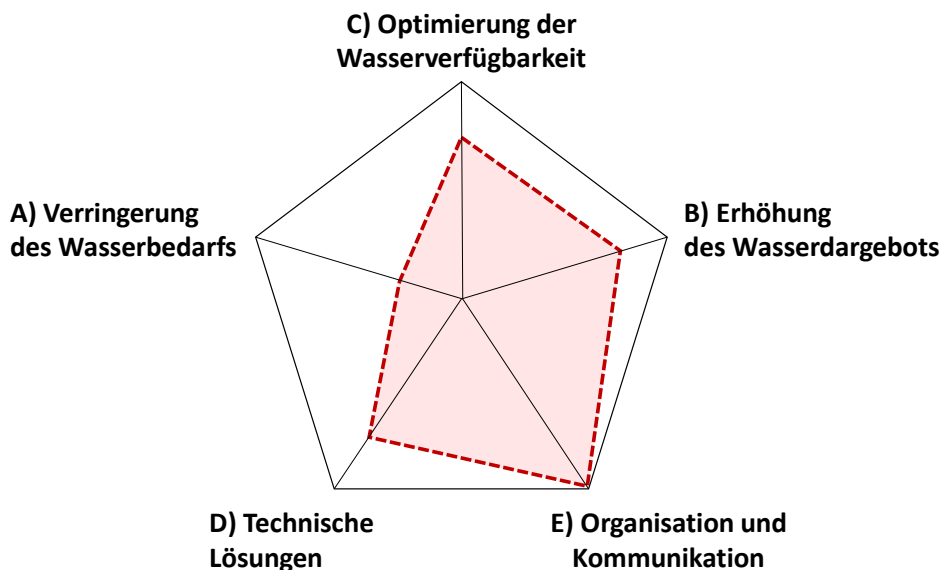 C) Optimierung der
Wasserverfügbarkeit
A) Verringerung
des Wasserbedarfs
B) Erhöhung
des Wasserdargebots
D) Technische
Lösungen
E) Organisation und
Kommunikation